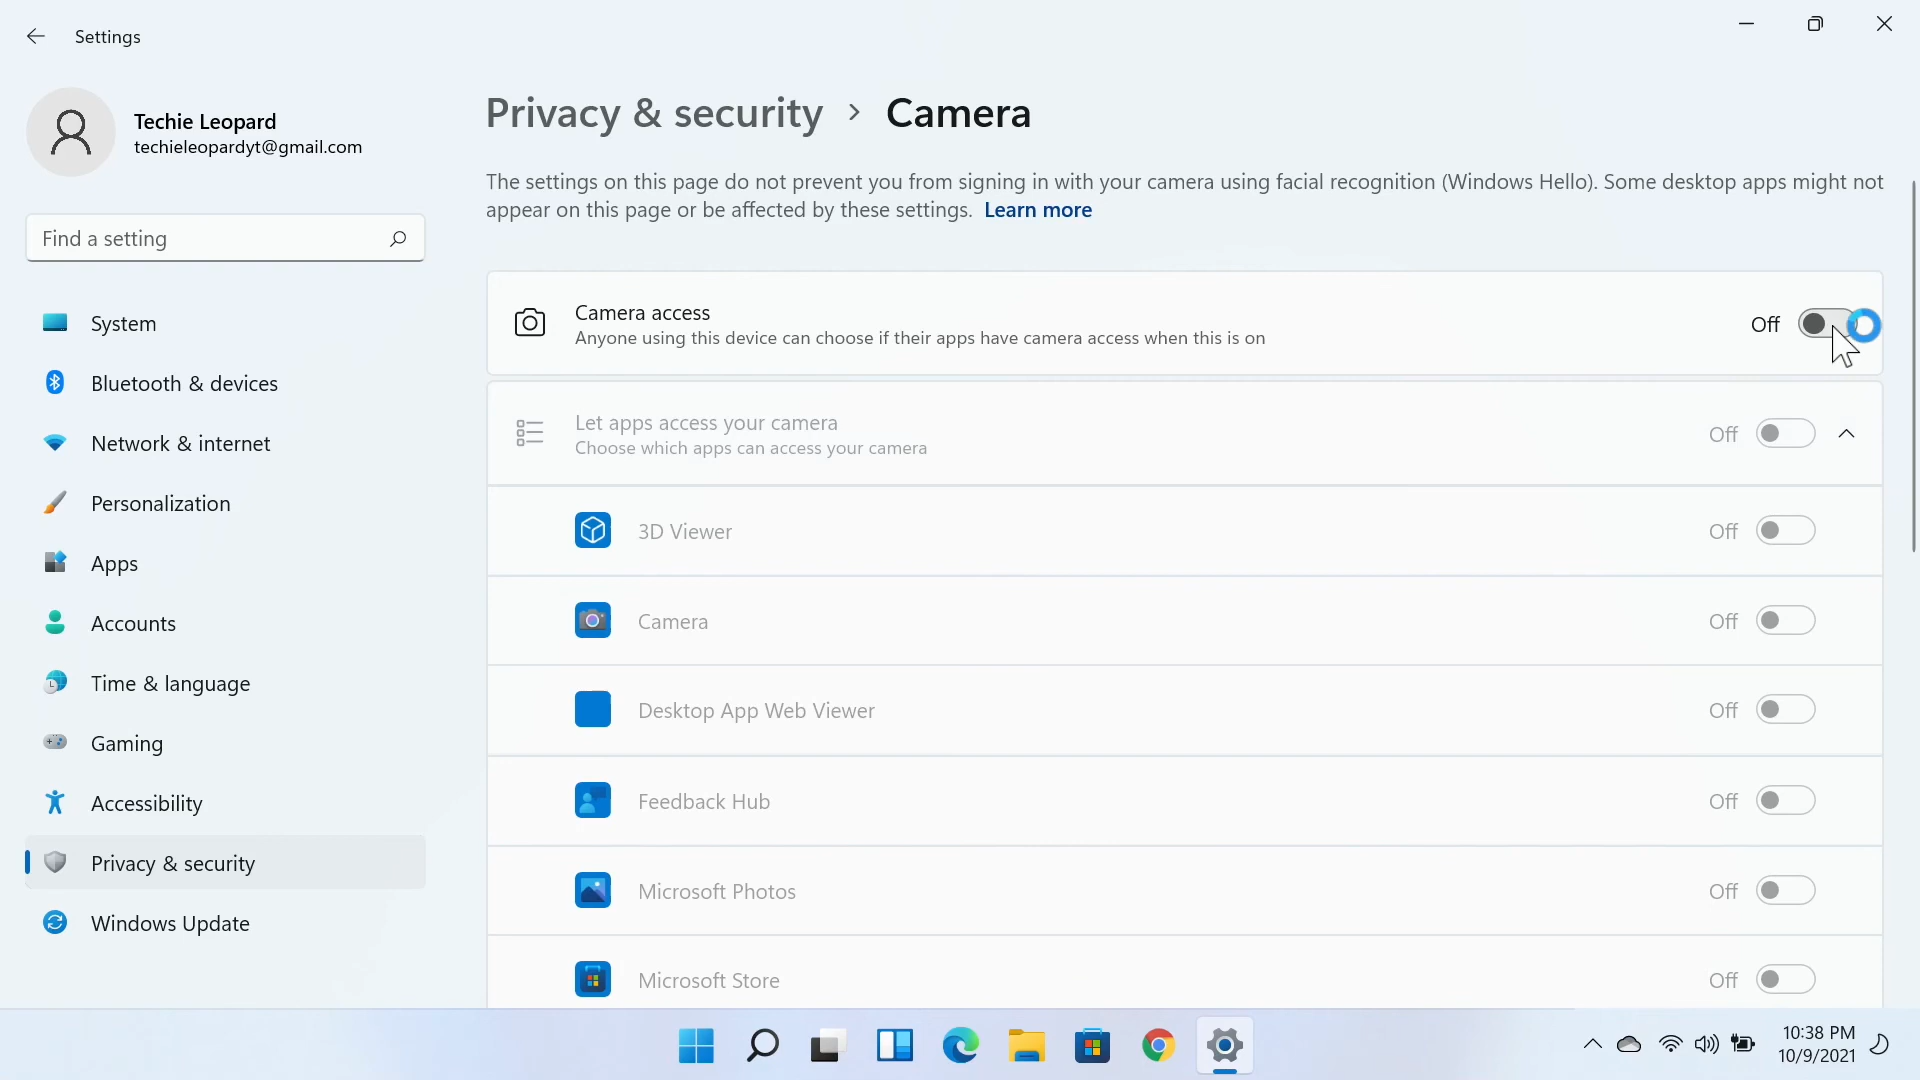 Settings
Techie Leopard
techieleopardyt@gmail.com
Find a setting
System
Bluetooth & devices
Network & internet
Personalization
Apps
Accounts
Time & language
Gaming
Accessibility
Privacy & security
Windows Update
Privacy & security > Camera
The settings on this page do not prevent you from signing in with your camera using facial recognition (Windows Hello). Some desktop apps might not
appear on this page or be affected by these settings. Learn more
Camera access
Anyone using this device can choose if their apps have camera access when this is on
Off
Let apps access your camera
Choose which apps can access your camera
Off
3D Viewer Off
Camera Off
Desktop App Web Viewer Off
Feedback Hub Off
Microsoft Photos Off
Microsoft Store Off
10:38 PM
10/9/2021